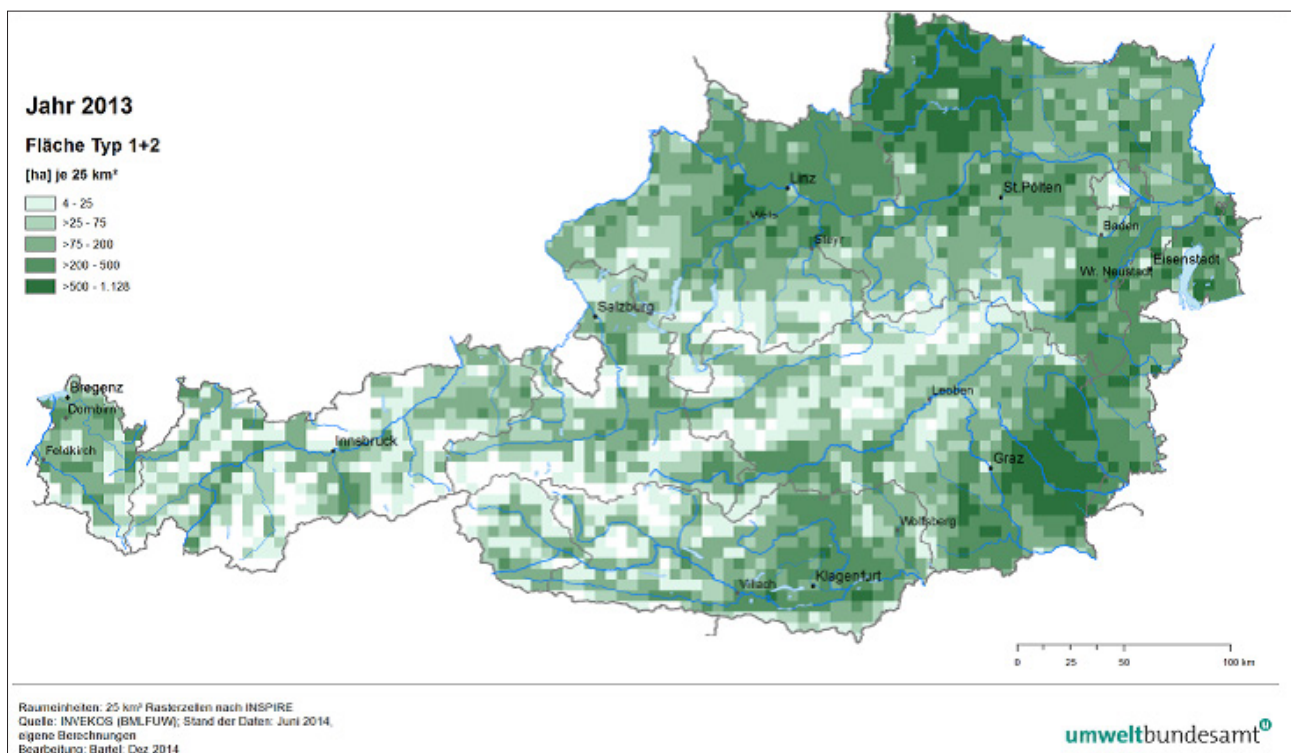 Jahr 2013
Fläche Typ 1+2
[ha] je 25 km²
4 - 25
>25 - 75
>75 - 200
>200 - 500
>500 - 1.128
Linz
Wels
Steyr
St.Pölten
Baden
Eisenstadt
Wr. Neustadt
Salzburg
Bregenz
Dornbirn
Feldkirch
Innsbruck
Leoben
Graz
Wolfsberg
Villach
Klagenfurt
0 25 50 100 km
Raumeinheiten: 25 km² Rasterzellen nach INSPIRE
Quelle: INVEKOS (BMLFUW); Stand der Daten: Juni 2014,
eigene Berechnungen
Bearbeitung: Bartel; Dez 2014
umweltbundesamt